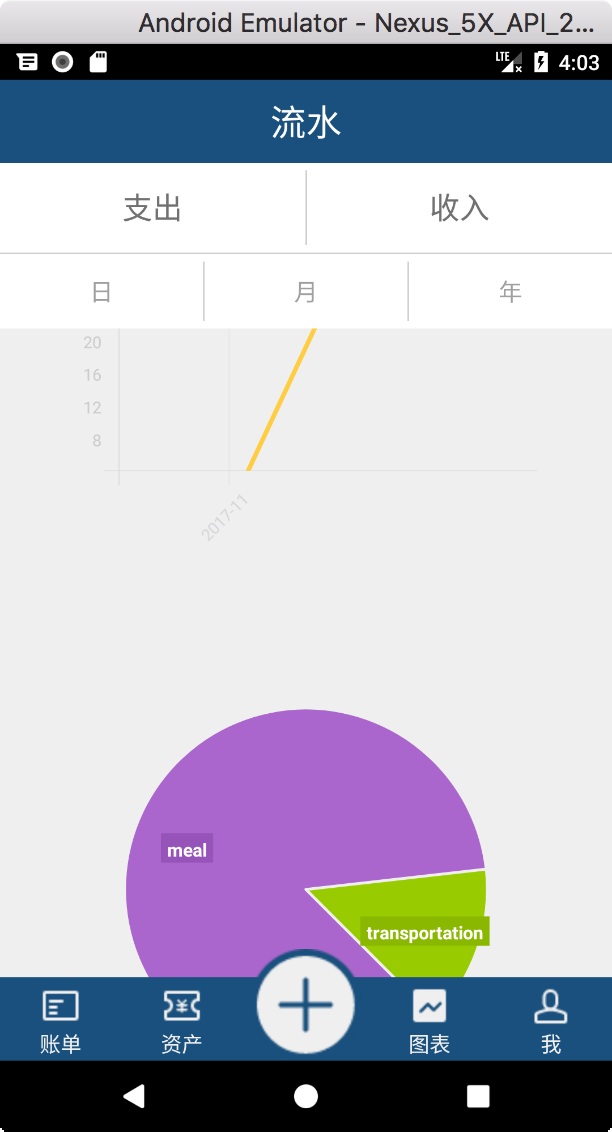 Android Emulator - Nexus_5X_API_2...
LTE 4:03
流水
支出 收入
日 月 年
20
16
12
8
2017-11
meal
transportation
账单 资产 图表 我